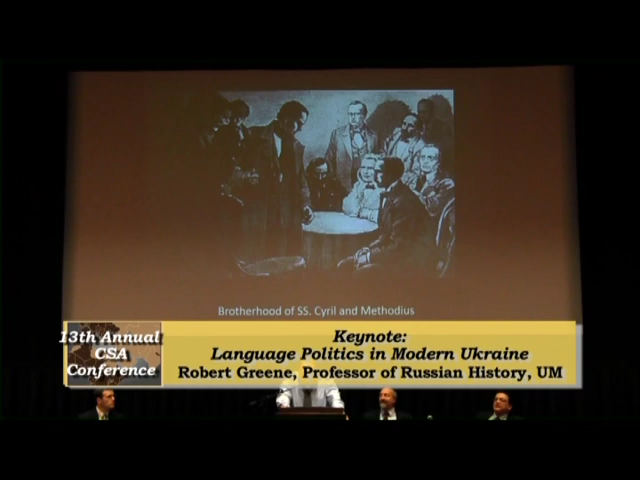 Brotherhood of SS. Cyril and Methodius
13th Annual
CSA
Conference
Keynote:
Language Politics in Modern Ukraine
Robert Greene, Professor of Russian History, UM